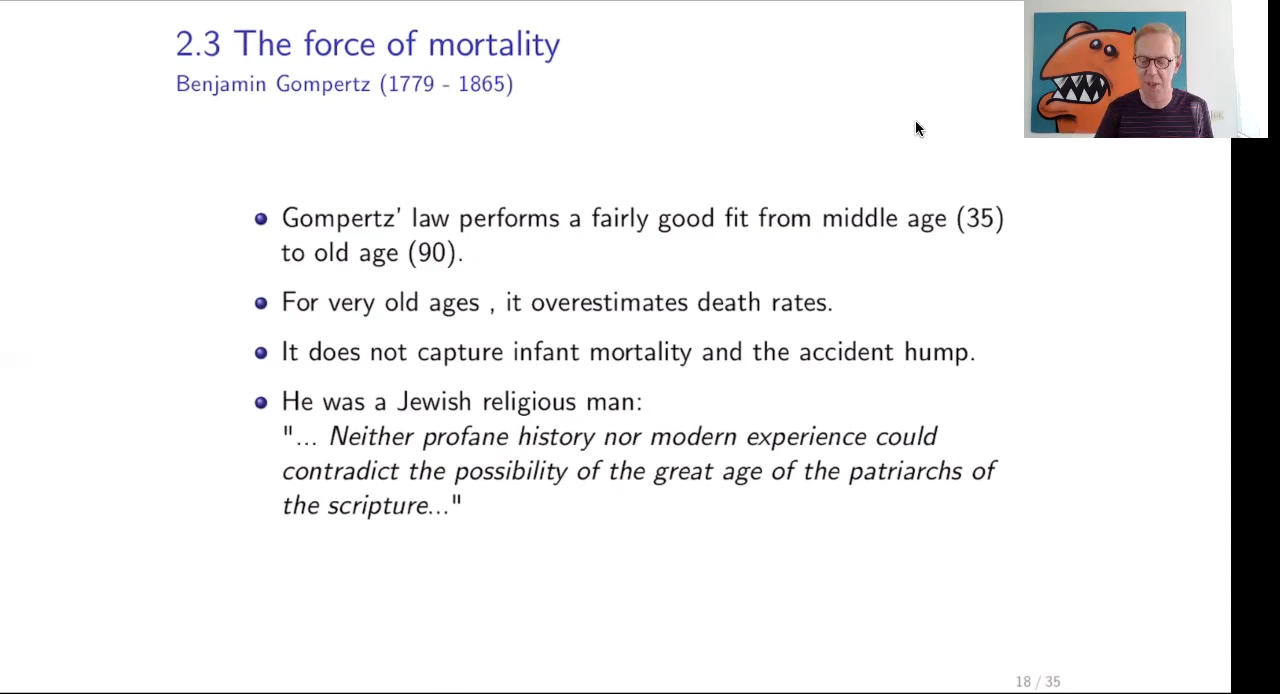 2.3 The force of mortality
Benjamin Gompertz (1779 - 1865)
Gompertz' law performs a fairly good fit from middle age (35)
to old age (90).
For very old ages , it overestimates death rates.
It does not capture infant mortality and the accident hump.
He was a Jewish religious man:
"... Neither profane history nor modern experience could
contradict the possibility of the great age of the patriarchs of
the scripture..."
18 / 35